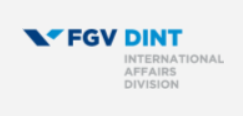 FGV DINT
INTERNATIONAL
AFFAIRS
DIVISION